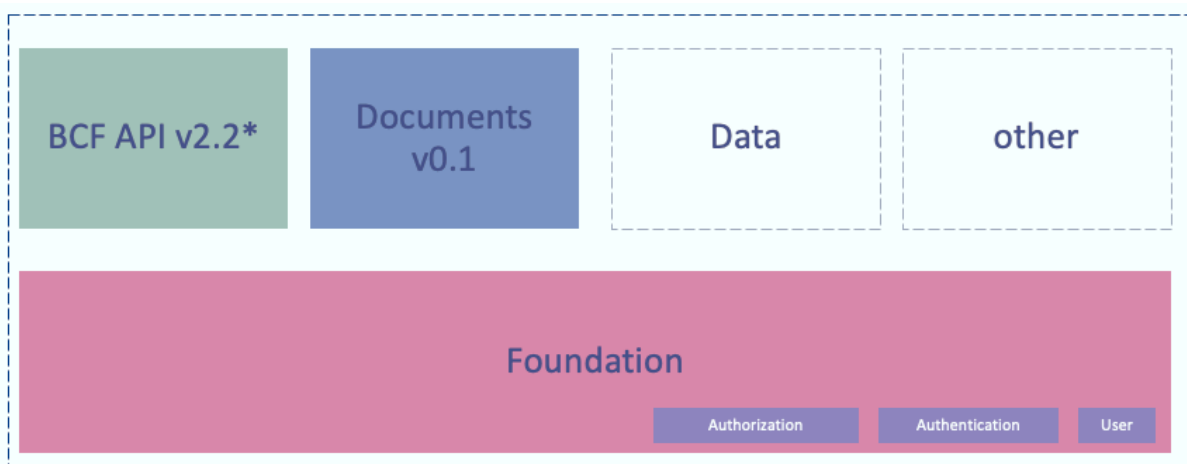 BCF API v2.2*
Documents
v0.1
Data
other
Foundation
Authorization
Authentication
User